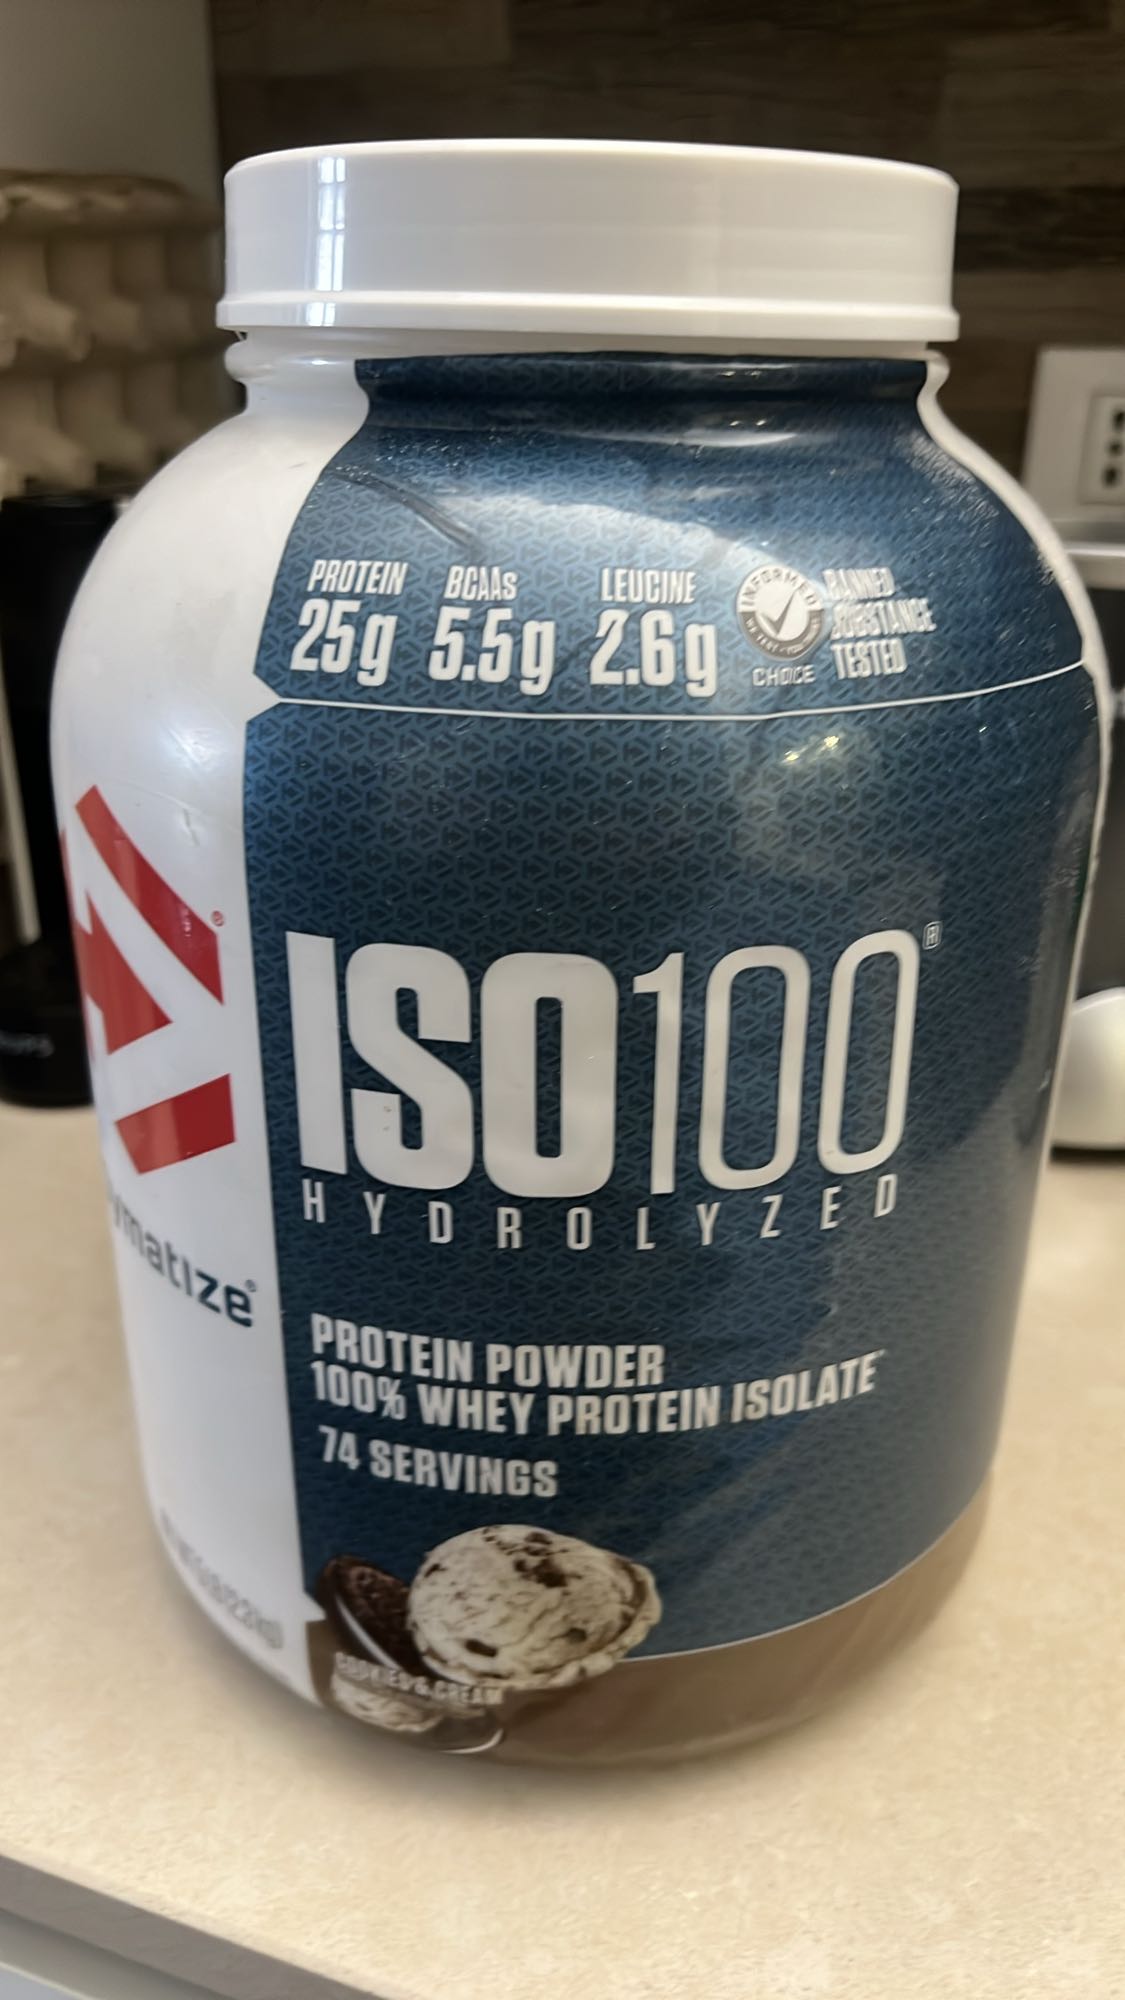 PROTEIN
25g
BCAAs
5.5g
LEUCINE
2.6g
INFORMED
CHOICE
BANNED
SUBSTANCE
TESTED
ISO100®
HYDROLYZED
ymatize®
PROTEIN POWDER
100% WHEY PROTEIN ISOLATE
74 SERVINGS
COOKIES & CREAM